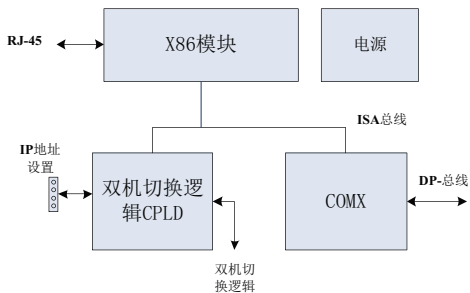 RJ-45
X86模块
电源
ISA总线
IP地址
设置
双机切换逻
辑CPLD
COMX
DP-总线
双机切
换逻辑